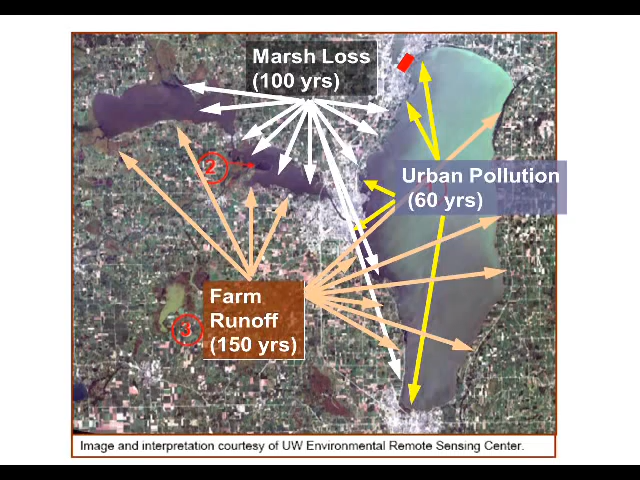 Marsh Loss
(100 yrs)
2
Urban Pollution
(60 yrs)
Farm
Runoff
(150 yrs)
3
Image and interpretation courtesy of UW Environmental Remote Sensing Center.